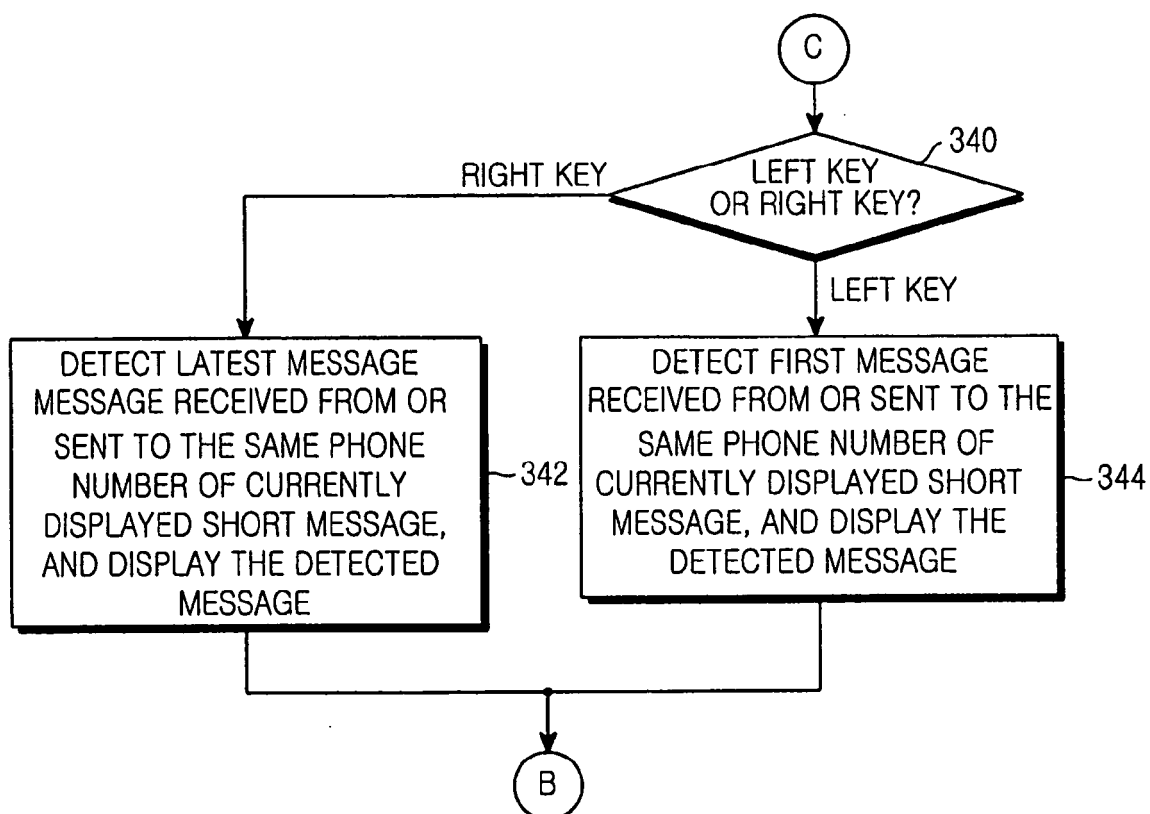 C
340
LEFT KEY
OR RIGHT KEY?
RIGHT KEY
LEFT KEY
DETECT LATEST MESSAGE
MESSAGE RECEIVED FROM OR
SENT TO THE SAME PHONE
NUMBER OF CURRENTLY
DISPLAYED SHORT MESSAGE,
AND DISPLAY THE DETECTED
MESSAGE
342
DETECT FIRST MESSAGE
RECEIVED FROM OR SENT TO THE
SAME PHONE NUMBER OF
CURRENTLY DISPLAYED SHORT
MESSAGE, AND DISPLAY THE
DETECTED MESSAGE
344
B